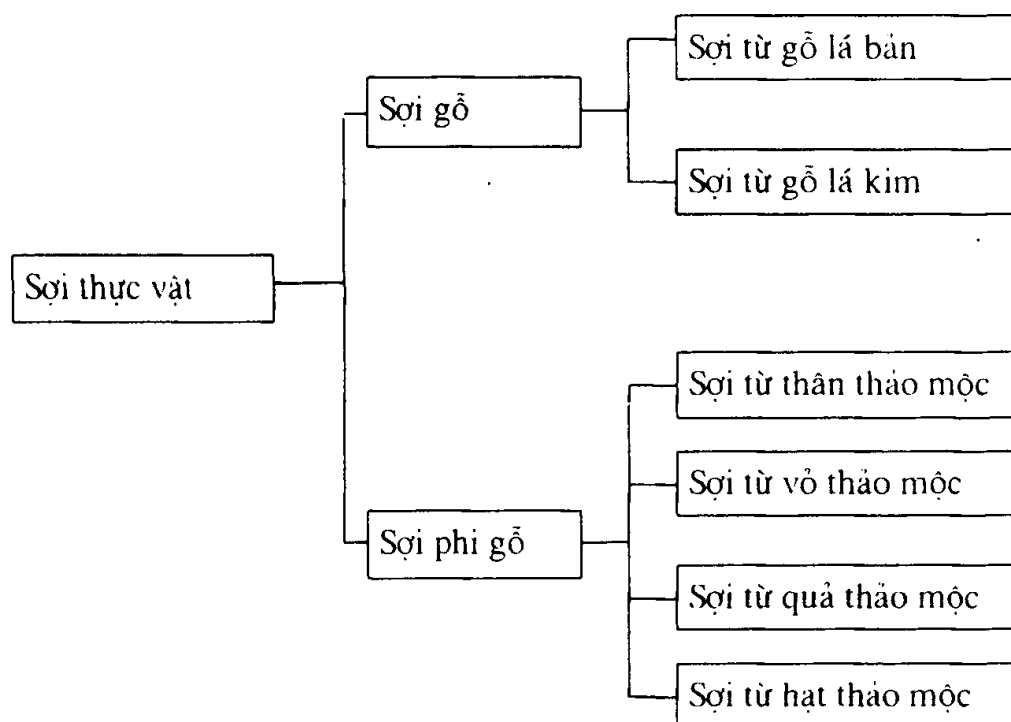 Sợi từ gỗ lá bản
Sợi gỗ
Sợi từ gỗ lá kim
Sợi thực vật
Sợi từ thân thảo mộc
Sợi từ vỏ thảo mộc
Sợi phi gỗ
Sợi từ quả thảo mộc
Sợi từ hạt thảo mộc